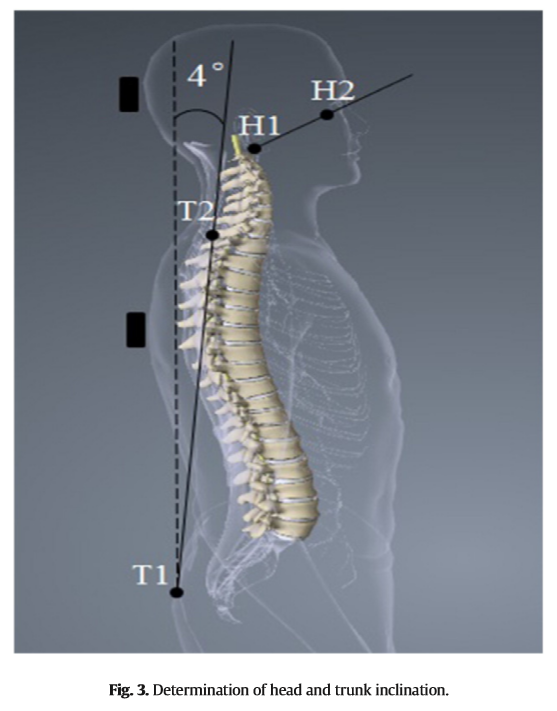 4°
H2
H1
T2
T1
Fig. 3. Determination of head and trunk inclination.